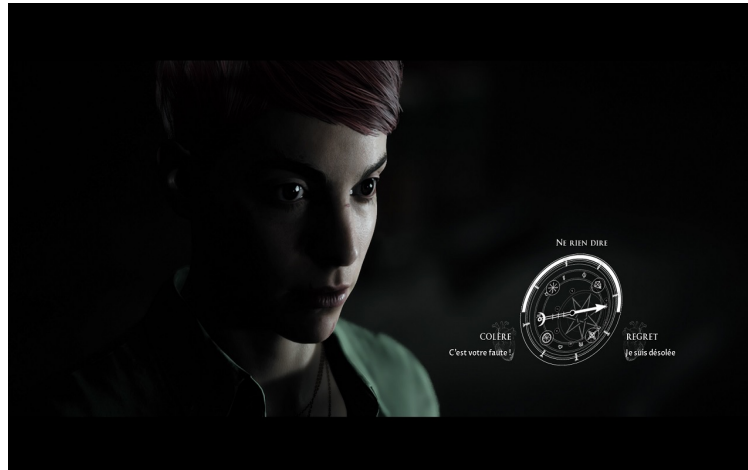 Ne rien dire
COLÈRE
C'est votre faute !
REGRET
Je suis désolée